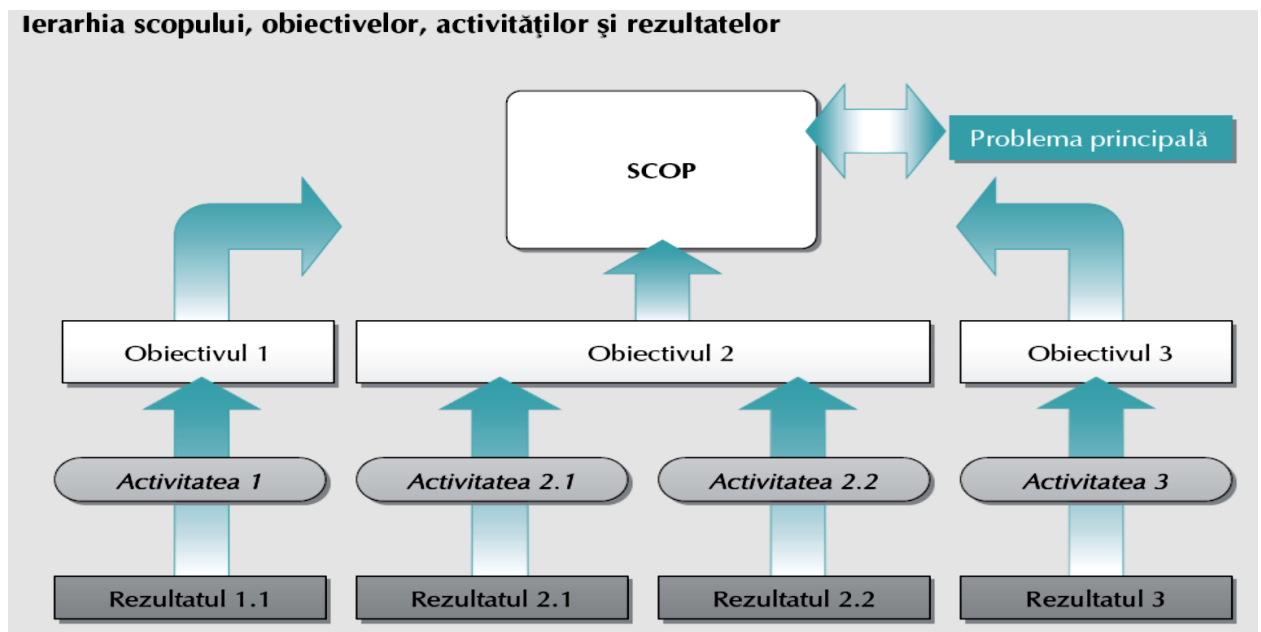 Ierarhia scopului, obiectivelor, activităţilor şi rezultatelor
SCOP
Problema principală
Obiectivul 1
Obiectivul 2
Obiectivul 3
Activitatea 1
Activitatea 2.1
Activitatea 2.2
Activitatea 3
Rezultatul 1.1
Rezultatul 2.1
Rezultatul 2.2
Rezultatul 3